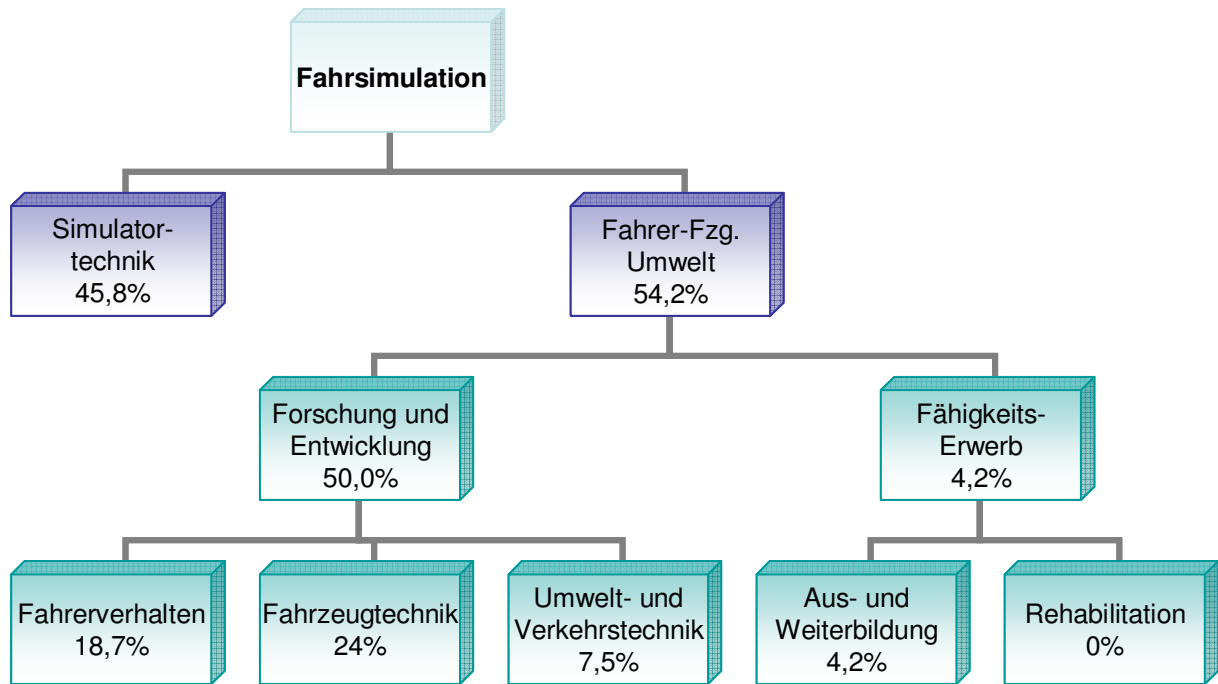 Fahrsimulation
Simulator-
technik
45,8%
Fahrer-Fzg.
Umwelt
54,2%
Forschung und
Entwicklung
50,0%
Fähigkeits-
Erwerb
4,2%
Fahrerverhalten
18,7%
Fahrzeugtechnik
24%
Umwelt- und
Verkehrstechnik
7,5%
Aus- und
Weiterbildung
4,2%
Rehabilitation
0%